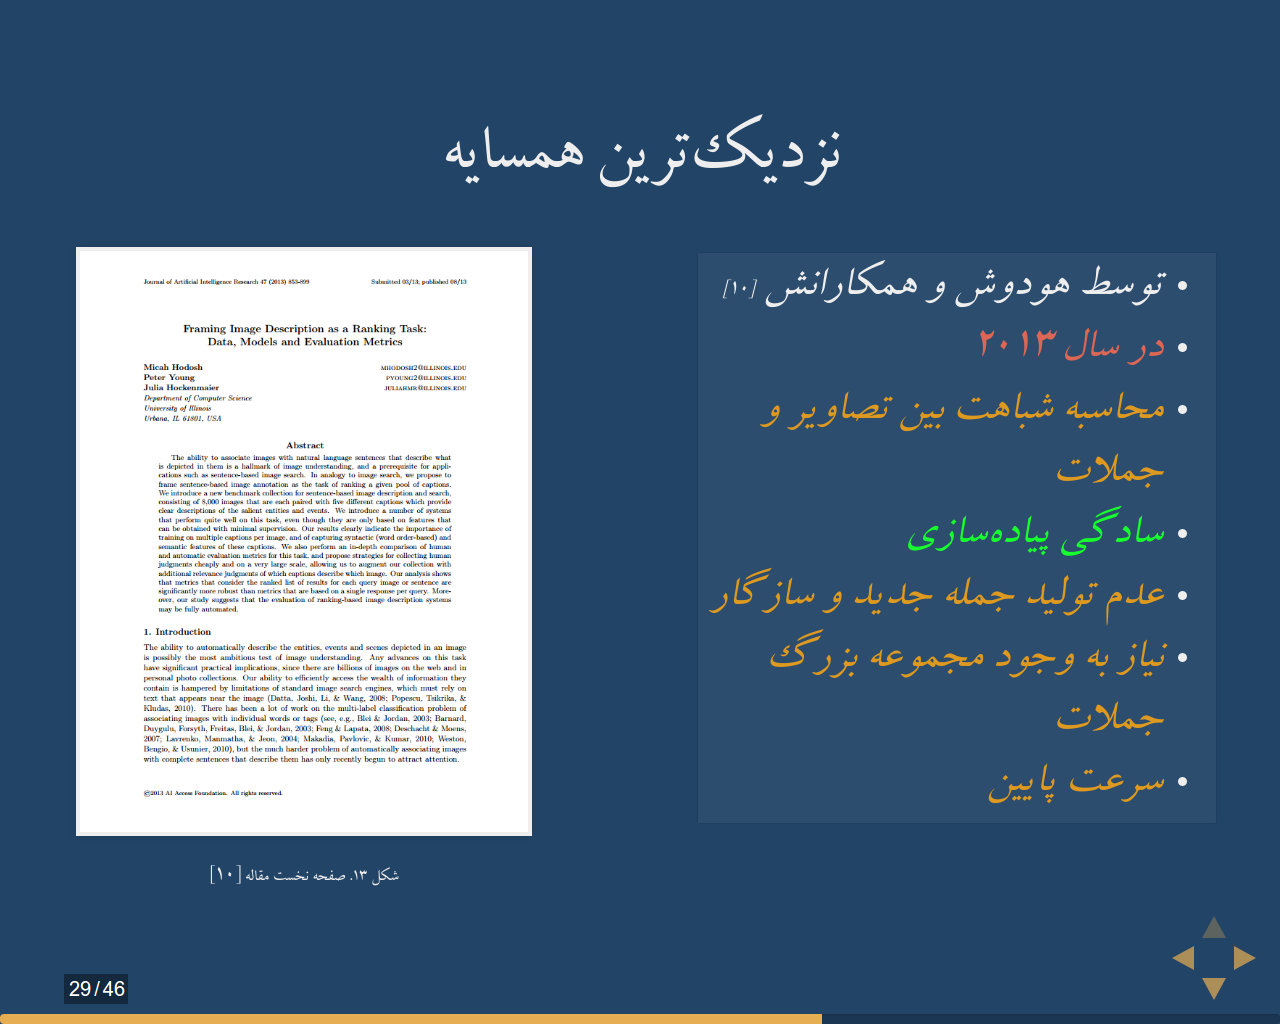 نزدیک‌ترین همسایه
توسط هودوش و همکارانش [۱۰]
در سال ۲۰۱۳
محاسبه شباهت بین تصاویر و
جملات
سادگی پیاده‌سازی
عدم تولید جمله جدید و سازگار
نیاز به وجود مجموعه بزرگ
جملات
سرعت پایین
Journal of Artificial Intelligence Research 47 (2013) 853-899
Submitted 03/13; published 08/13
Framing Image Description as a Ranking Task:
Data, Models and Evaluation Metrics
Micah Hodosh
MHODOSH2@ILLINOIS.EDU
Peter Young
PYOUNG2@ILLINOIS.EDU
Julia Hockenmaier
JULIAHMR@ILLINOIS.EDU
Department of Computer Science
University of Illinois
Urbana, IL 61801, USA
Abstract
The ability to associate images with natural language sentences that describe what
is depicted in them is a hallmark of image understanding, and a prerequisite for appli-
cations such as sentence-based image search. In analogy to image search, we propose to
frame sentence-based image annotation as the task of ranking a given pool of captions.
We introduce a new benchmark collection for sentence-based image description and search,
consisting of 8,000 images that are each paired with five different captions which provide
clear descriptions of the salient entities and events. We introduce a number of systems
that perform quite well on this task, even though they are only based on features that
can be obtained with minimal supervision. Our results clearly indicate the importance of
training on multiple captions per image, and of capturing syntactic (word order-based) and
semantic features of these captions. We also perform an in-depth comparison of human
and automatic evaluation metrics for this task, and propose strategies for collecting human
judgments cheaply and on a very large scale, allowing us to augment our collection with
additional relevance judgments of which captions describe which image. Our analysis shows
that metrics that consider the ranked list of results for each query image or sentence are
significantly more robust than metrics that are based on a single response per query. More-
over, our study suggests that the evaluation of ranking-based image description systems
may be fully automated.
1. Introduction
The ability to automatically describe the entities, events and scenes depicted in an image
is possibly the most ambitious test of image understanding. Any advances on this task
have significant practical implications, since there are billions of images on the web and in
personal photo collections. Our ability to efficiently access the wealth of information they
contain is hampered by limitations of standard image search engines, which must rely on
text that appears near the image (Datta, Joshi, Li, & Wang, 2008; Popescu, Tsikrika, &
Kludas, 2010). There has been a lot of work on the multi-label classification problem of
associating images with individual words or tags (see, e.g., Blei & Jordan, 2003; Barnard,
Duygulu, Forsyth, Freitas, Blei, & Jordan, 2003; Feng & Lapata, 2008; Deschacht & Moens,
2007; Lavrenko, Manmatha, & Jeon, 2004; Makadia, Pavlovic, & Kumar, 2010; Weston,
Bengio, & Usunier, 2010), but the much harder problem of automatically associating images
with complete sentences that describe them has only recently begun to attract attention.
©2013 AI Access Foundation. All rights reserved.
شکل ۱۳. صفحه نخست مقاله [۱۰]
29/46